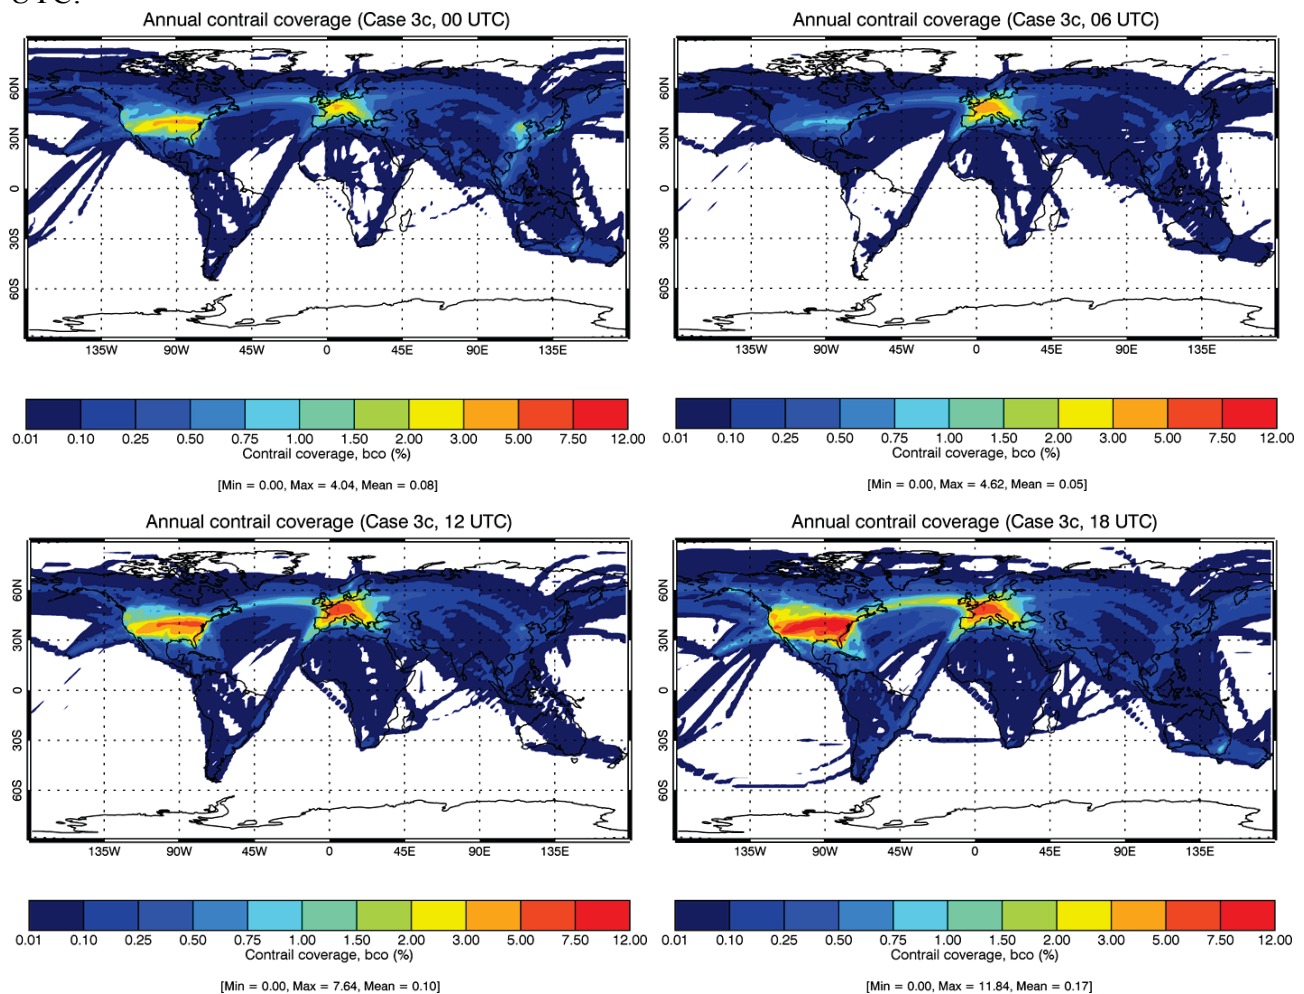 UTC.
Annual contrail coverage (Case 3c, 00 UTC)
60N
30N
0
30S
60S
135W 90W 45W 0 45E 90E 135E
0.01 0.10 0.25 0.50 0.75 1.00 1.50 2.00 3.00 5.00 7.50 12.00
Contrail coverage, bco (%)
[Min = 0.00, Max = 4.04, Mean = 0.08]
Annual contrail coverage (Case 3c, 06 UTC)
60N
30N
0
30S
60S
135W 90W 45W 0 45E 90E 135E
0.01 0.10 0.25 0.50 0.75 1.00 1.50 2.00 3.00 5.00 7.50 12.00
Contrail coverage, bco (%)
[Min = 0.00, Max = 4.62, Mean = 0.05]
Annual contrail coverage (Case 3c, 12 UTC)
60N
30N
0
30S
60S
135W 90W 45W 0 45E 90E 135E
0.01 0.10 0.25 0.50 0.75 1.00 1.50 2.00 3.00 5.00 7.50 12.00
Contrail coverage, bco (%)
[Min = 0.00, Max = 7.64, Mean = 0.10]
Annual contrail coverage (Case 3c, 18 UTC)
60N
30N
0
30S
60S
135W 90W 45W 0 45E 90E 135E
0.01 0.10 0.25 0.50 0.75 1.00 1.50 2.00 3.00 5.00 7.50 12.00
Contrail coverage, bco (%)
[Min = 0.00, Max = 11.84, Mean = 0.17]